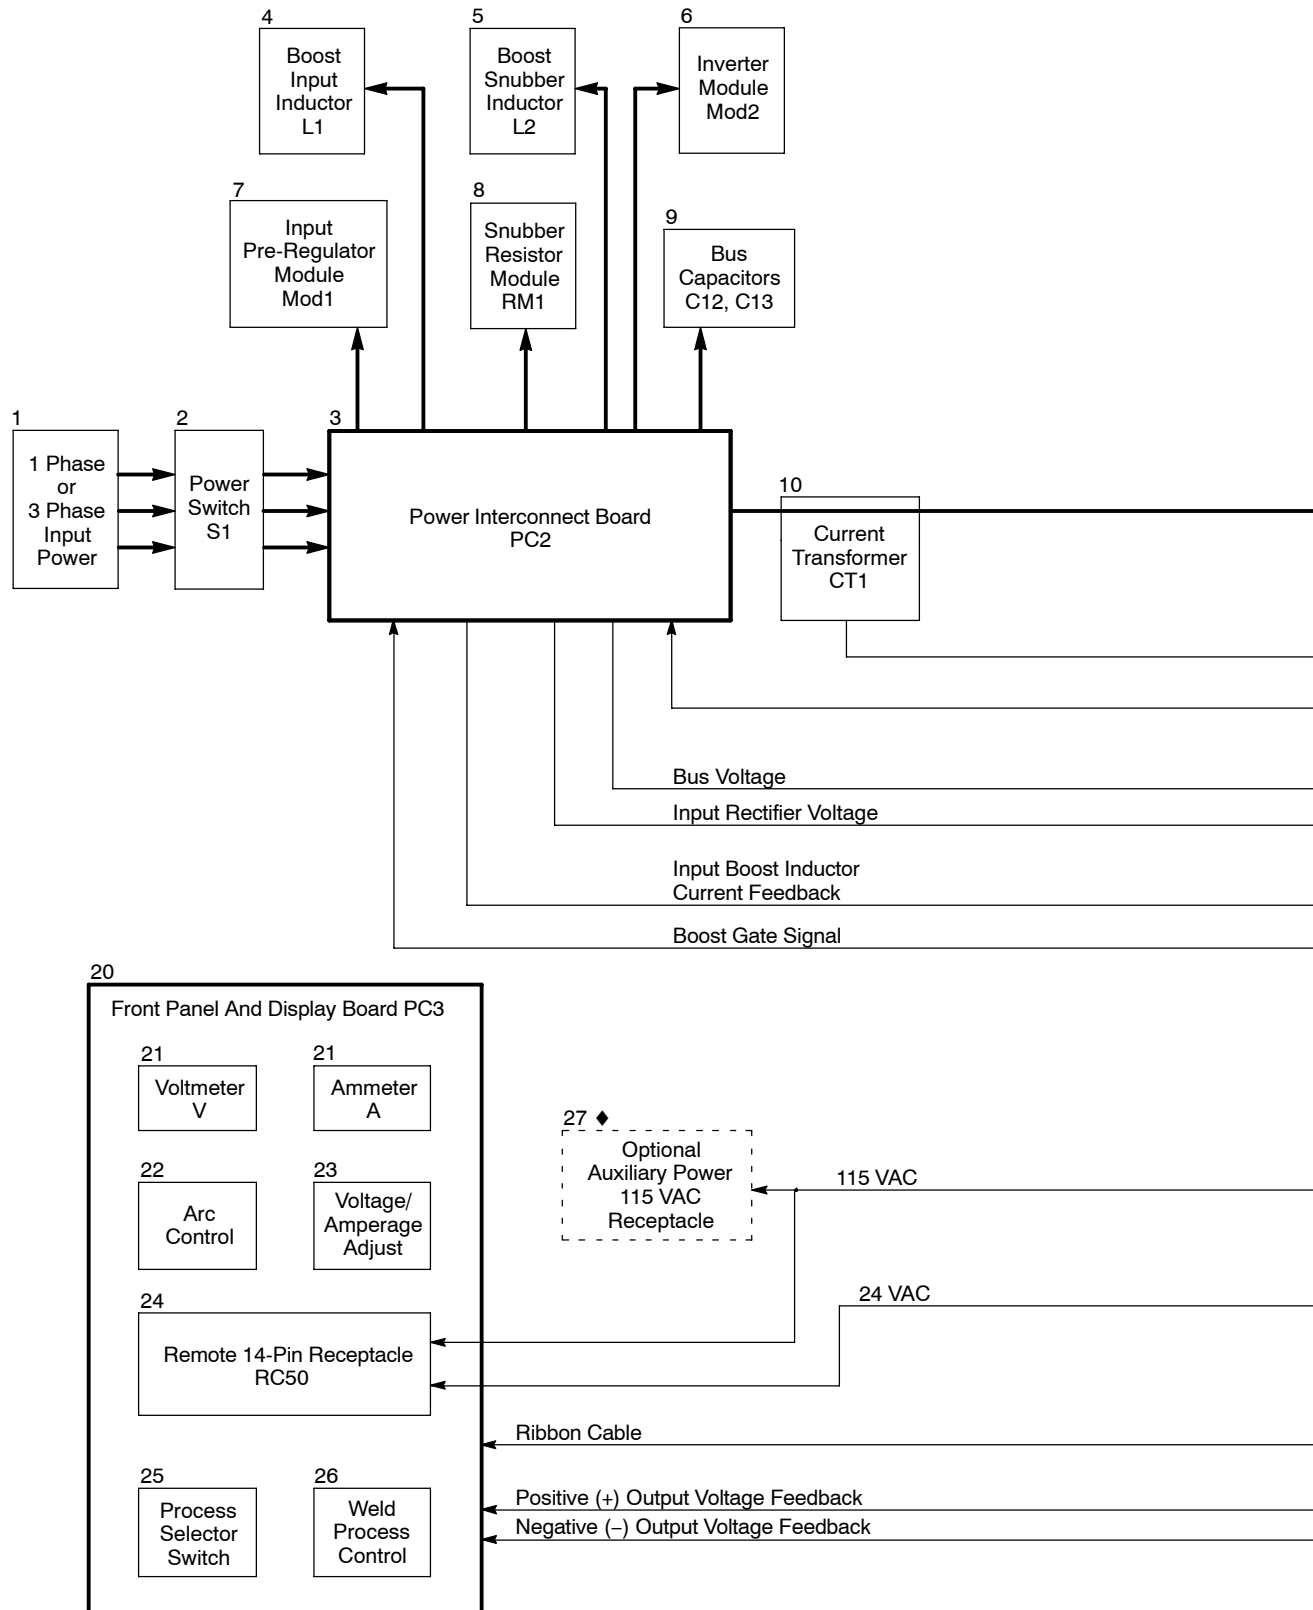 4
Boost
Input
Inductor
L1
5
Boost
Snubber
Inductor
L2
6
Inverter
Module
Mod2
7
Input
Pre-Regulator
Module
Mod1
8
Snubber
Resistor
Module
RM1
9
Bus
Capacitors
C12, C13
1
1 Phase
or
3 Phase
Input
Power
2
Power
Switch
S1
3
Power Interconnect Board
PC2
10
Current
Transformer
CT1
Bus Voltage
Input Rectifier Voltage
Input Boost Inductor
Current Feedback
Boost Gate Signal
20
Front Panel And Display Board PC3
21
Voltmeter
V
21
Ammeter
A
22
Arc
Control
23
Voltage/
Amperage
Adjust
27 ♦
Optional
Auxiliary Power
115 VAC
Receptacle
115 VAC
24 VAC
24
Remote 14-Pin Receptacle
RC50
Ribbon Cable
25
Process
Selector
Switch
26
Weld
Process
Control
Positive (+) Output Voltage Feedback
Negative (−) Output Voltage Feedback